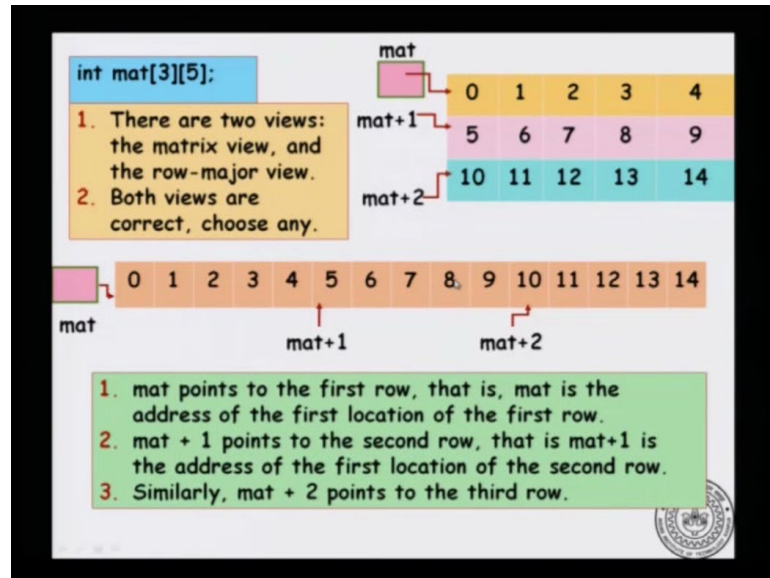 int mat[3][5];
1. There are two views:
the matrix view, and
the row-major view.
2. Both views are
correct, choose any.
mat
0 1 2 3 4
mat+1
5 6 7 8 9
mat+2
10 11 12 13 14
0 1 2 3 4 5 6 7 8 9 10 11 12 13 14
mat
mat+1 mat+2
1. mat points to the first row, that is, mat is the
address of the first location of the first row.
2. mat + 1 points to the second row, that is mat+1 is
the address of the first location of the second row.
3. Similarly, mat + 2 points to the third row.